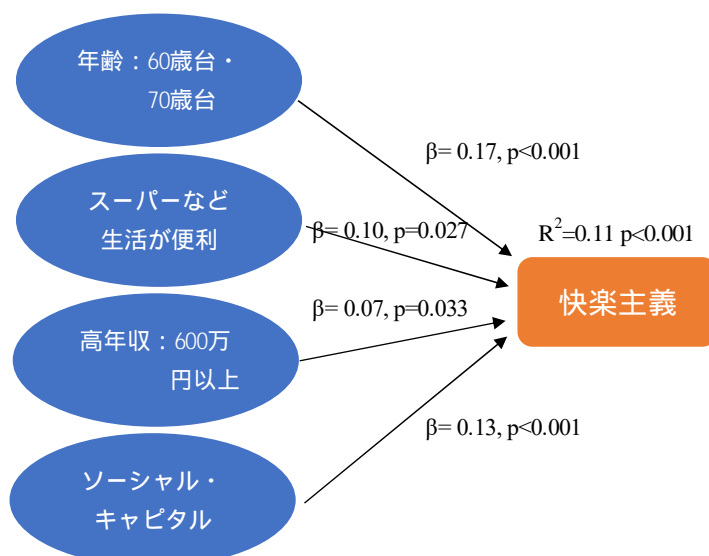 年齢：60歳台・
70歳台
β= 0.17, p<0.001
スーパーなど
生活が便利
β= 0.10, p=0.027
R²=0.11 p<0.001
快楽主義
β= 0.07, p=0.033
高年収：600万
円以上
β= 0.13, p<0.001
ソーシャル・
キャピタル